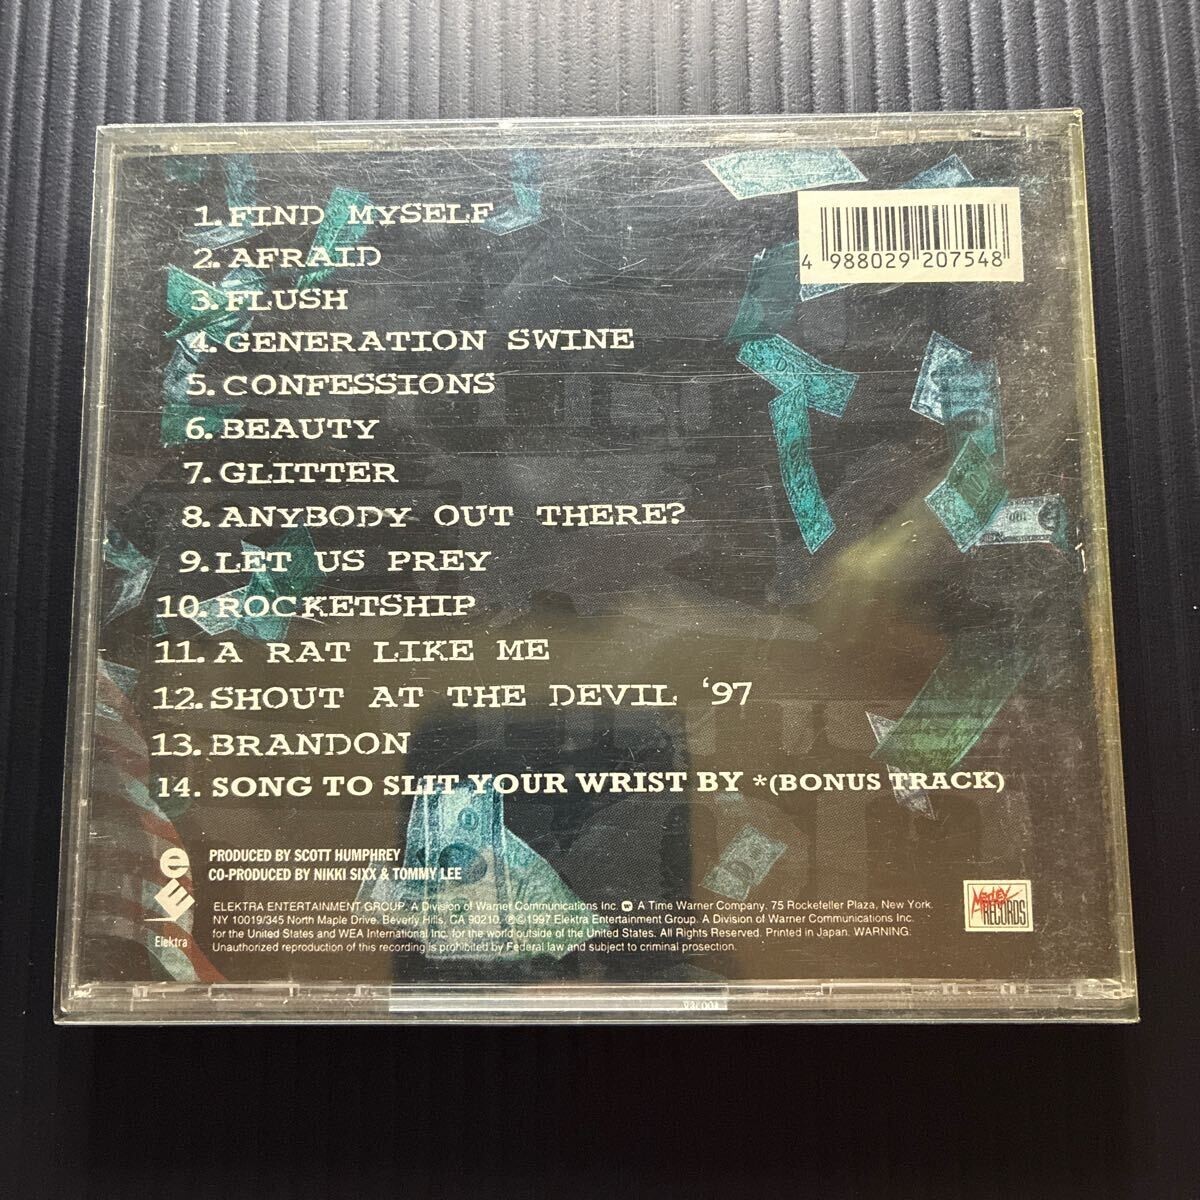 1. FIND MYSELF
2. AFRAID
3. FLUSH
4. GENERATION SWINE
5. CONFESSIONS
6. BEAUTY
7. GLITTER
8. ANYBODY OUT THERE?
9. LET US PREY
10. ROCKETSHIP
11. A RAT LIKE ME
12. SHOUT AT THE DEVIL '97
13. BRANDON
14. SONG TO SLIT YOUR WRIST BY *(BONUS TRACK)
4 988029 207548
PRODUCED BY SCOTT HUMPHREY
CO-PRODUCED BY NIKKI SIXX & TOMMY LEE
ELEKTRA ENTERTAINMENT GROUP. A Division of Warner Communications Inc. A Time Warner Company. 75 Rockefeller Plaza, New York.
NY 10019/345 North Maple Drive. Beverly Hills, CA 90210. ℗©1997 Elektra Entertainment Group. A Division of Warner Communications Inc.
for the United States and WEA International Inc. for the world outside of the United States. All Rights Reserved. Printed in Japan. WARNING:
Unauthorized reproduction of this recording is prohibited by Federal law and subject to criminal prosection.
Elektra
MÖTLEY RECORDS
100